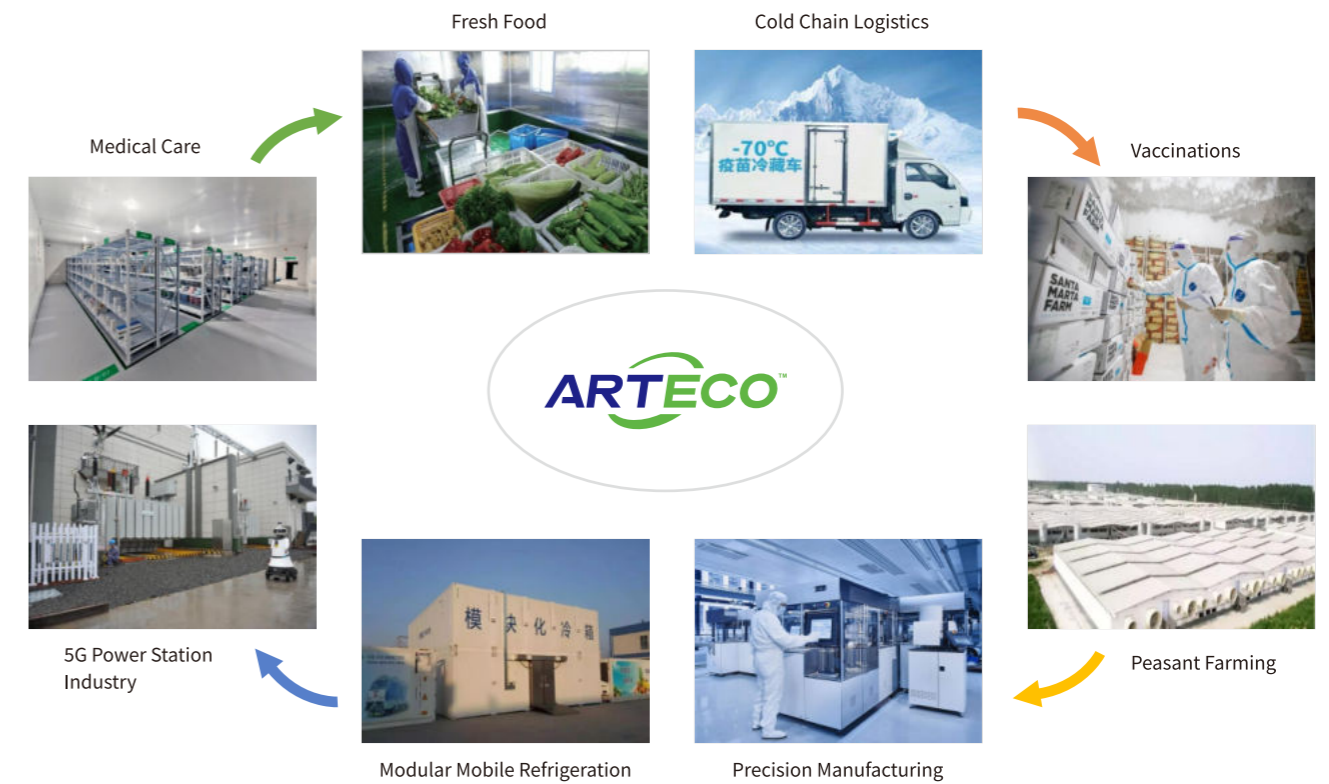 Fresh Food
Cold Chain Logistics
Medical Care
Vaccinations
-70℃
疫苗冷藏车
SANTA
MARTA
FARM
ARTECO™
模块化冷箱
5G Power Station
Industry
Peasant Farming
Modular Mobile Refrigeration
Precision Manufacturing